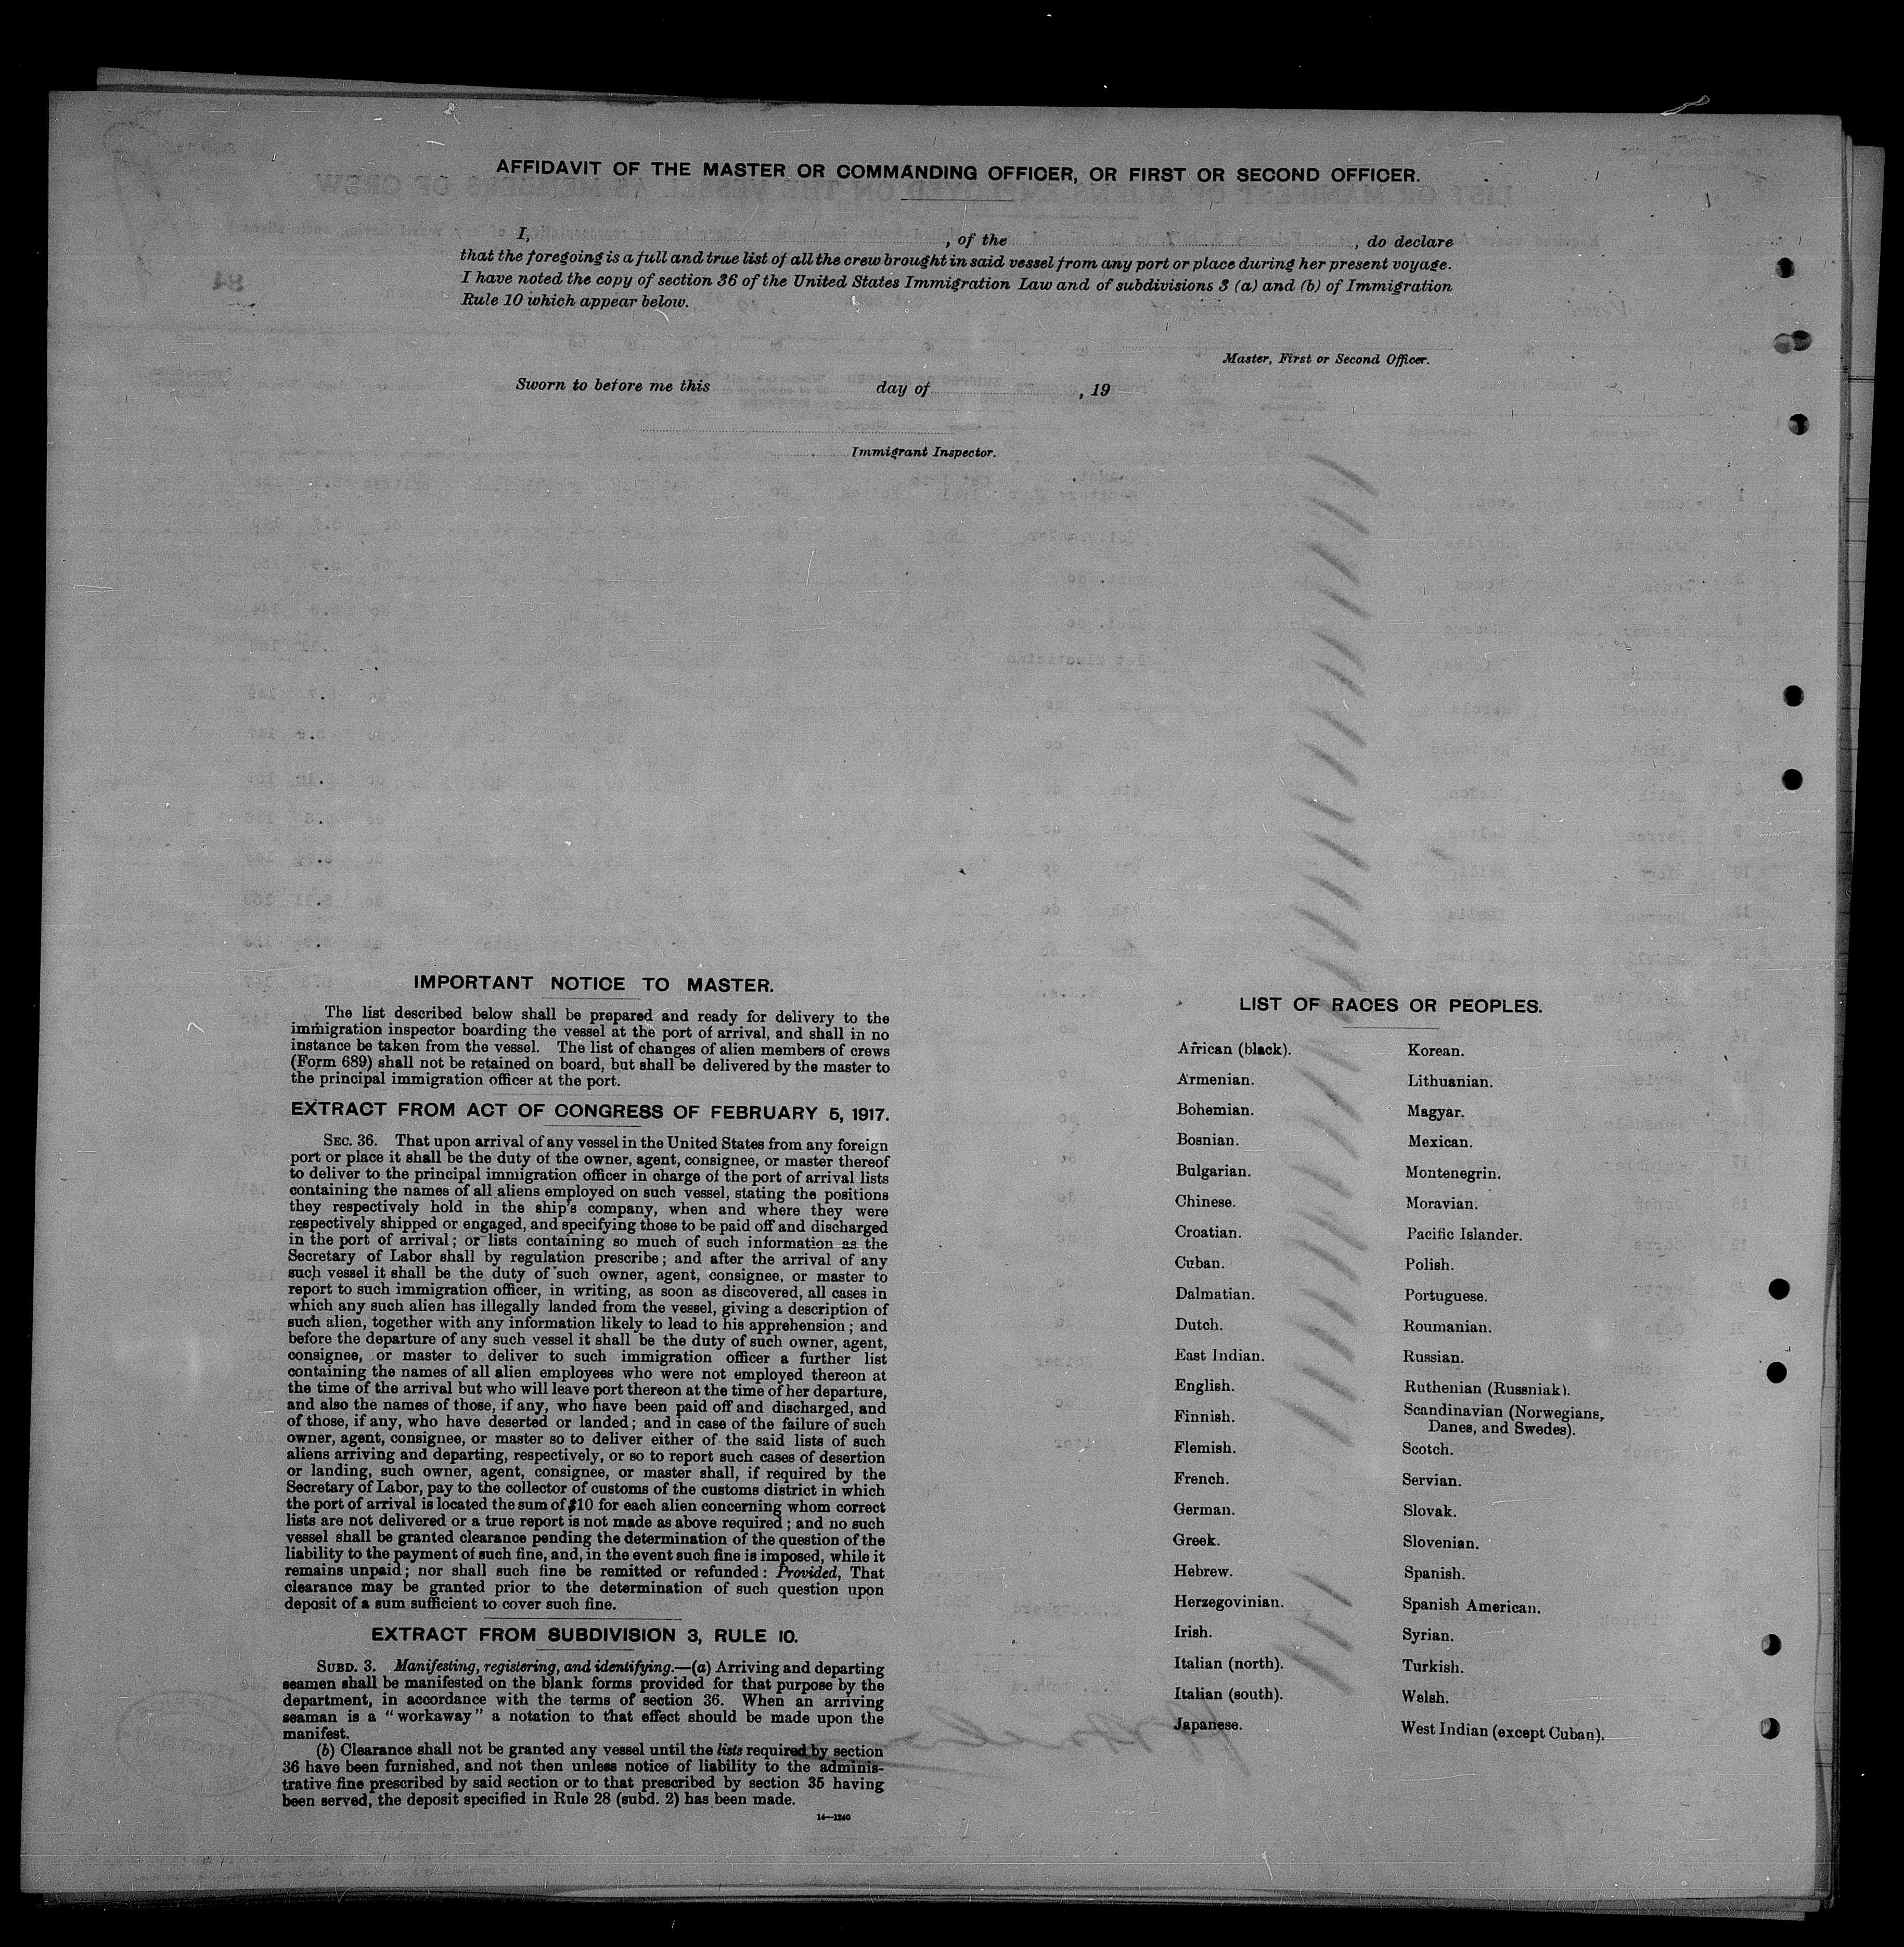 AFFIDAVIT OF THE MASTER OR COMMANDING OFFICER, OR FIRST OR SECOND OFFICER.
I, , of the , do declare
that the foregoing is a full and true list of all the crew brought in said vessel from any port or place during her present voyage.
I have noted the copy of section 36 of the United States Immigration Law and of subdivisions 3 (a) and (b) of Immigration
Rule 10 which appear below.
Master, First or Second Officer.
Sworn to before me this day of , 19
Immigrant Inspector.
IMPORTANT NOTICE TO MASTER.
The list described below shall be prepared and ready for delivery to the
immigration inspector boarding the vessel at the port of arrival, and shall in no
instance be taken from the vessel. The list of changes of alien members of crews
(Form 689) shall not be retained on board, but shall be delivered by the master to
the principal immigration officer at the port.
EXTRACT FROM ACT OF CONGRESS OF FEBRUARY 5, 1917.
SEC. 36. That upon arrival of any vessel in the United States from any foreign
port or place it shall be the duty of the owner, agent, consignee, or master thereof
to deliver to the principal immigration officer in charge of the port of arrival lists
containing the names of all aliens employed on such vessel, stating the positions
they respectively hold in the ship's company, when and where they were
respectively shipped or engaged, and specifying those to be paid off and discharged
in the port of arrival; or lists containing so much of such information as the
Secretary of Labor shall by regulation prescribe; and after the arrival of any
such vessel it shall be the duty of such owner, agent, consignee, or master to
report to such immigration officer, in writing, as soon as discovered, all cases in
which any such alien has illegally landed from the vessel, giving a description of
such alien, together with any information likely to lead to his apprehension; and
before the departure of any such vessel it shall be the duty of such owner, agent,
consignee, or master to deliver to such immigration officer a further list
containing the names of all alien employees who were not employed thereon at
the time of the arrival but who will leave port thereon at the time of her departure,
and also the names of those, if any, who have been paid off and discharged, and
of those, if any, who have deserted or landed; and in case of the failure of such
owner, agent, consignee, or master so to deliver either of the said lists of such
aliens arriving and departing, respectively, or so to report such cases of desertion
or landing, such owner, agent, consignee, or master shall, if required by the
Secretary of Labor, pay to the collector of customs of the customs district in which
the port of arrival is located the sum of $10 for each alien concerning whom correct
lists are not delivered or a true report is not made as above required; and no such
vessel shall be granted clearance pending the determination of the question of the
liability to the payment of such fine, and, in the event such fine is imposed, while it
remains unpaid; nor shall such fine be remitted or refunded: Provided, That
clearance may be granted prior to the determination of such question upon
deposit of a sum sufficient to cover such fine.
EXTRACT FROM SUBDIVISION 3, RULE 10.
SUBD. 3. Manifesting, registering, and identifying.—(a) Arriving and departing
seamen shall be manifested on the blank forms provided for that purpose by the
department, in accordance with the terms of section 36. When an arriving
seaman is a "workaway" a notation to that effect should be made upon the
manifest.
(b) Clearance shall not be granted any vessel until the lists required by section
36 have been furnished, and not then unless notice of liability to the adminis-
trative fine prescribed by said section or to that prescribed by section 35 having
been served, the deposit specified in Rule 28 (subd. 2) has been made.
14—1240
LIST OF RACES OR PEOPLES.
African (black).
Armenian.
Bohemian.
Bosnian.
Bulgarian.
Chinese.
Croatian.
Cuban.
Dalmatian.
Dutch.
East Indian.
English.
Finnish.
Flemish.
French.
German.
Greek.
Hebrew.
Herzegovinian.
Irish.
Italian (north).
Italian (south).
Japanese.
Korean.
Lithuanian.
Magyar.
Mexican.
Montenegrin.
Moravian.
Pacific Islander.
Polish.
Portuguese.
Roumanian.
Russian.
Ruthenian (Russniak).
Scandinavian (Norwegians,
Danes, and Swedes).
Scotch.
Servian.
Slovak.
Slovenian.
Spanish.
Spanish American.
Syrian.
Turkish.
Welsh.
West Indian (except Cuban).